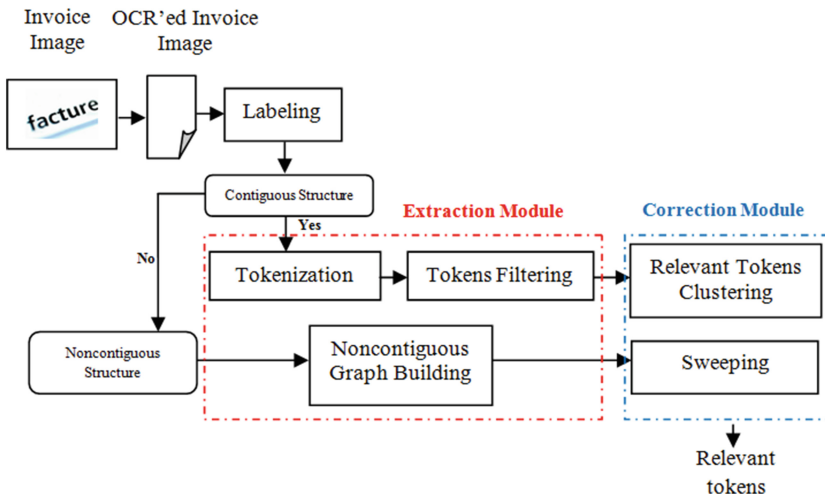 Invoice
Image
OCR’ed Invoice
Image
facture
Labeling
Contiguous Structure
Yes
No
Extraction Module
Correction Module
Tokenization
Tokens Filtering
Relevant Tokens
Clustering
Noncontiguous
Structure
Noncontiguous
Graph Building
Sweeping
Relevant
tokens